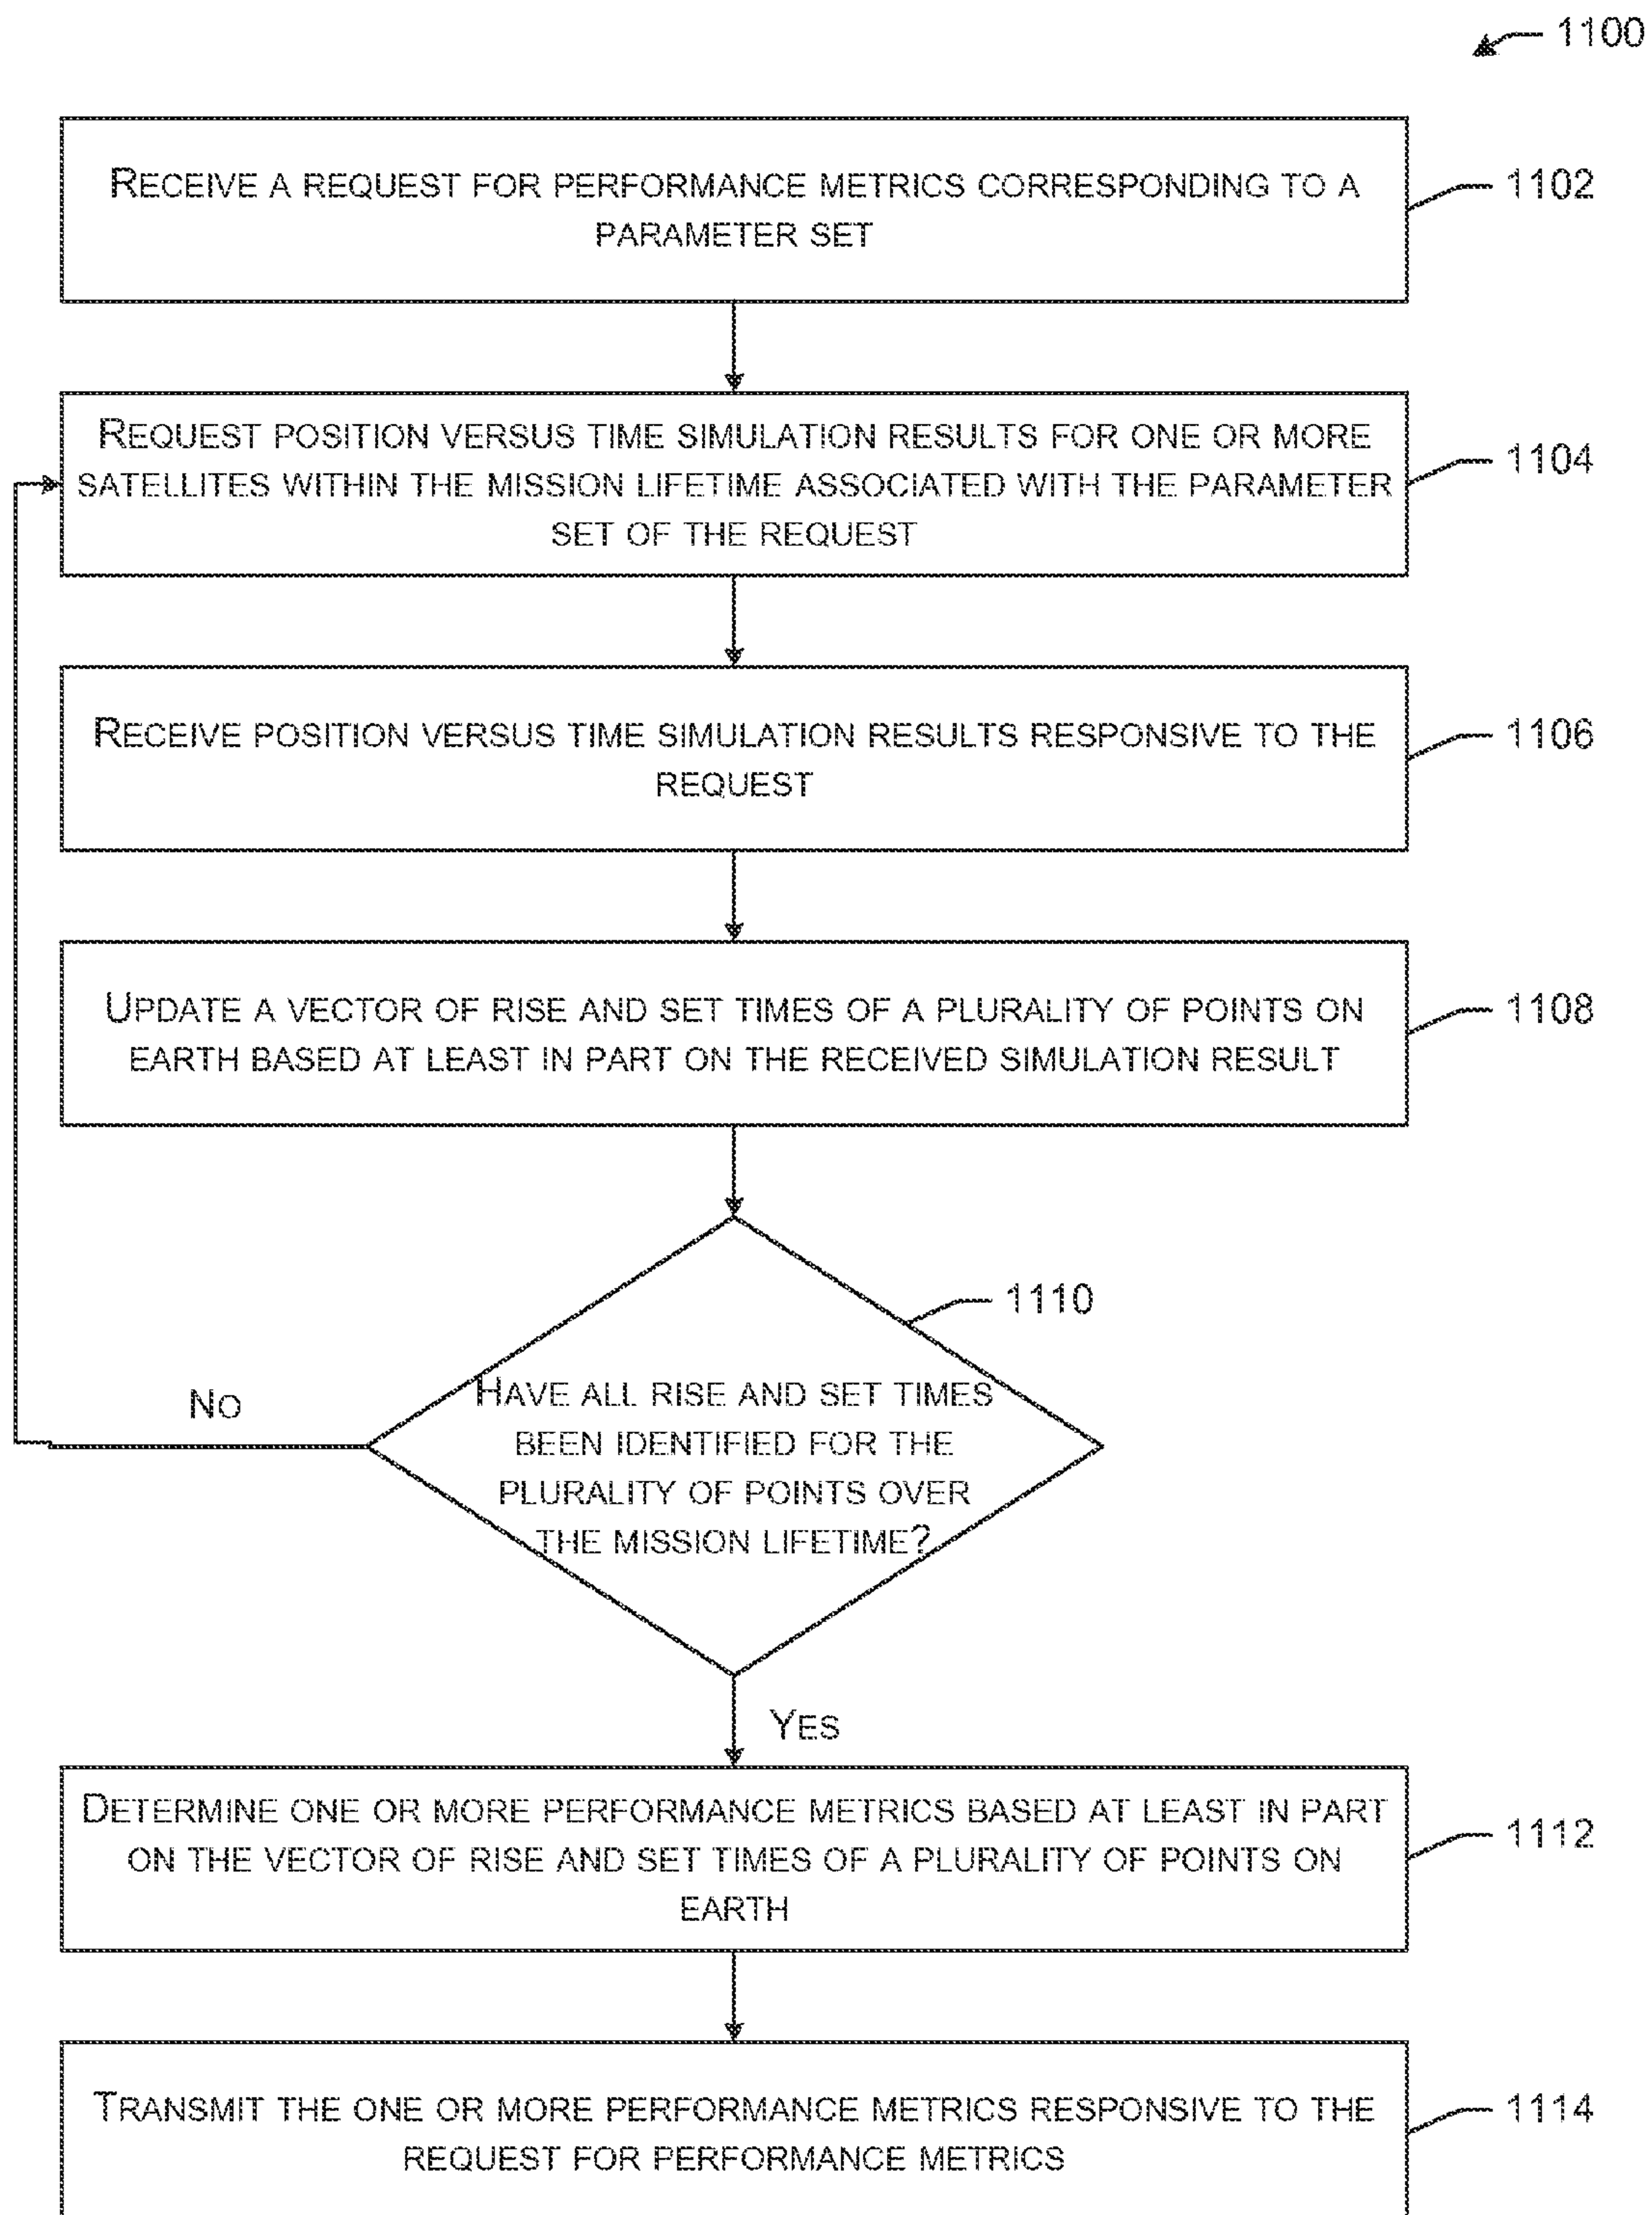 1100
RECEIVE A REQUEST FOR PERFORMANCE METRICS CORRESPONDING TO A
PARAMETER SET
1102
REQUEST POSITION VERSUS TIME SIMULATION RESULTS FOR ONE OR MORE
SATELLITES WITHIN THE MISSION LIFETIME ASSOCIATED WITH THE PARAMETER
SET OF THE REQUEST
1104
RECEIVE POSITION VERSUS TIME SIMULATION RESULTS RESPONSIVE TO THE
REQUEST
1106
UPDATE A VECTOR OF RISE AND SET TIMES OF A PLURALITY OF POINTS ON
EARTH BASED AT LEAST IN PART ON THE RECEIVED SIMULATION RESULT
1108
1110
HAVE ALL RISE AND SET TIMES
BEEN IDENTIFIED FOR THE
PLURALITY OF POINTS OVER
THE MISSION LIFETIME?
NO
YES
DETERMINE ONE OR MORE PERFORMANCE METRICS BASED AT LEAST IN PART
ON THE VECTOR OF RISE AND SET TIMES OF A PLURALITY OF POINTS ON
EARTH
1112
TRANSMIT THE ONE OR MORE PERFORMANCE METRICS RESPONSIVE TO THE
REQUEST FOR PERFORMANCE METRICS
1114